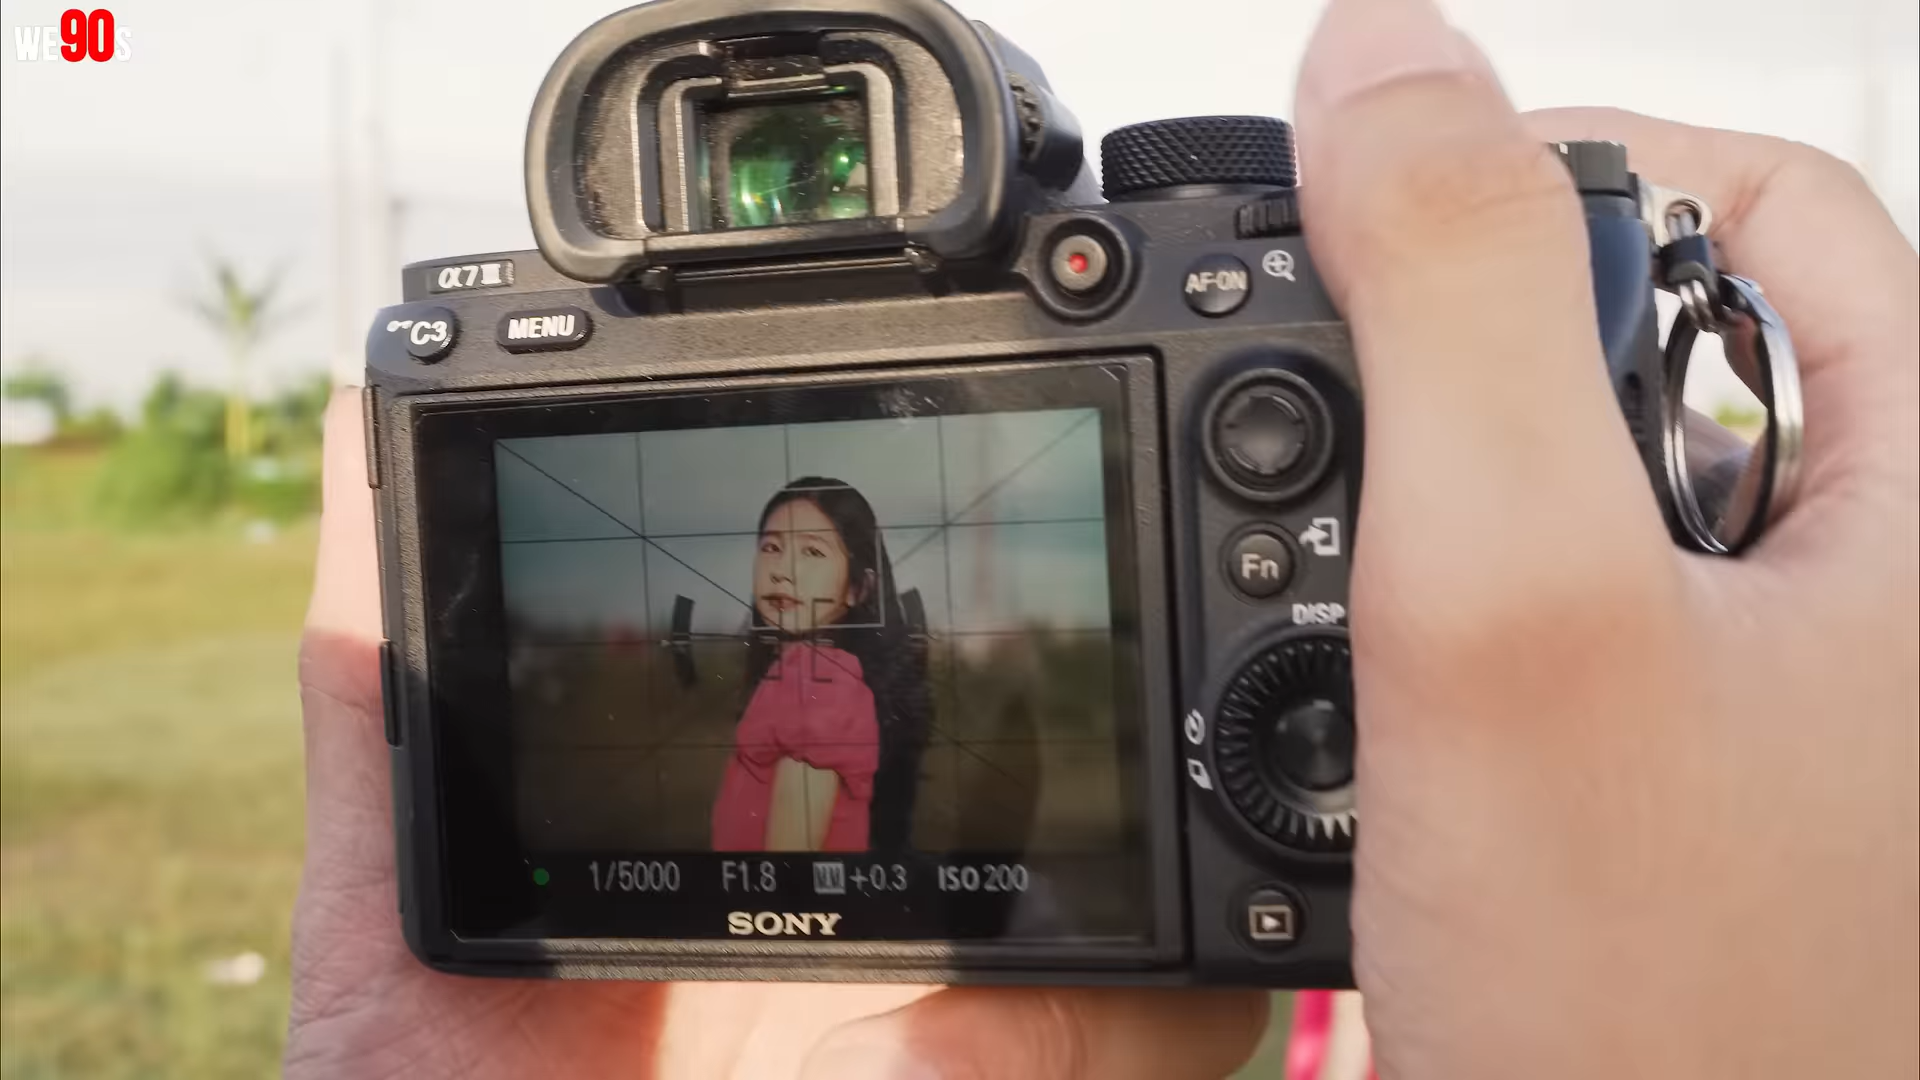 WE90s
α7III
C3
MENU
AF-ON
Fn
DISP
1/5000 F1.8 +0.3 ISO 200
SONY